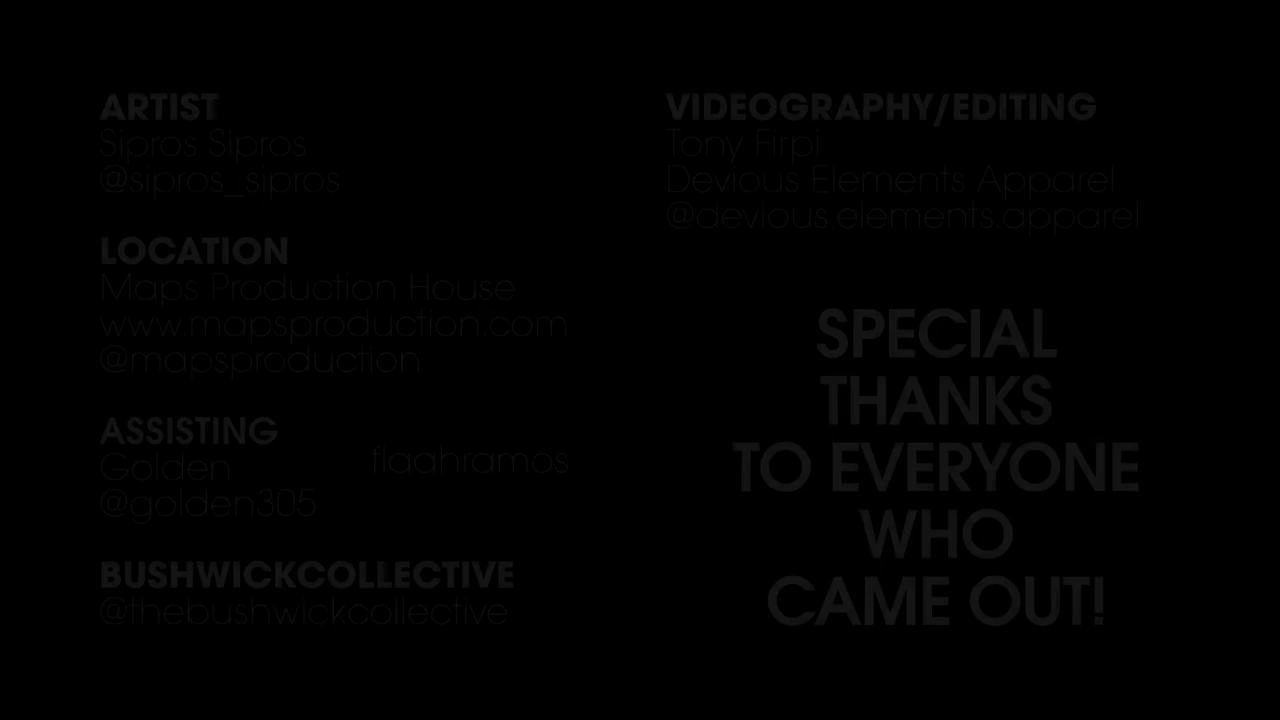 ARTIST
Sipros Sipros
@sipros_sipros
LOCATION
Maps Production House
www.mapsproduction.com
@mapsproduction
ASSISTING
Golden
flaahramos
@golden305
BUSHWICKCOLLECTIVE
@thebushwickcollective
VIDEOGRAPHY/EDITING
Tony Firpi
Devious Elements Apparel
@devious.elements.apparel
SPECIAL
THANKS
TO EVERYONE
WHO
CAME OUT!